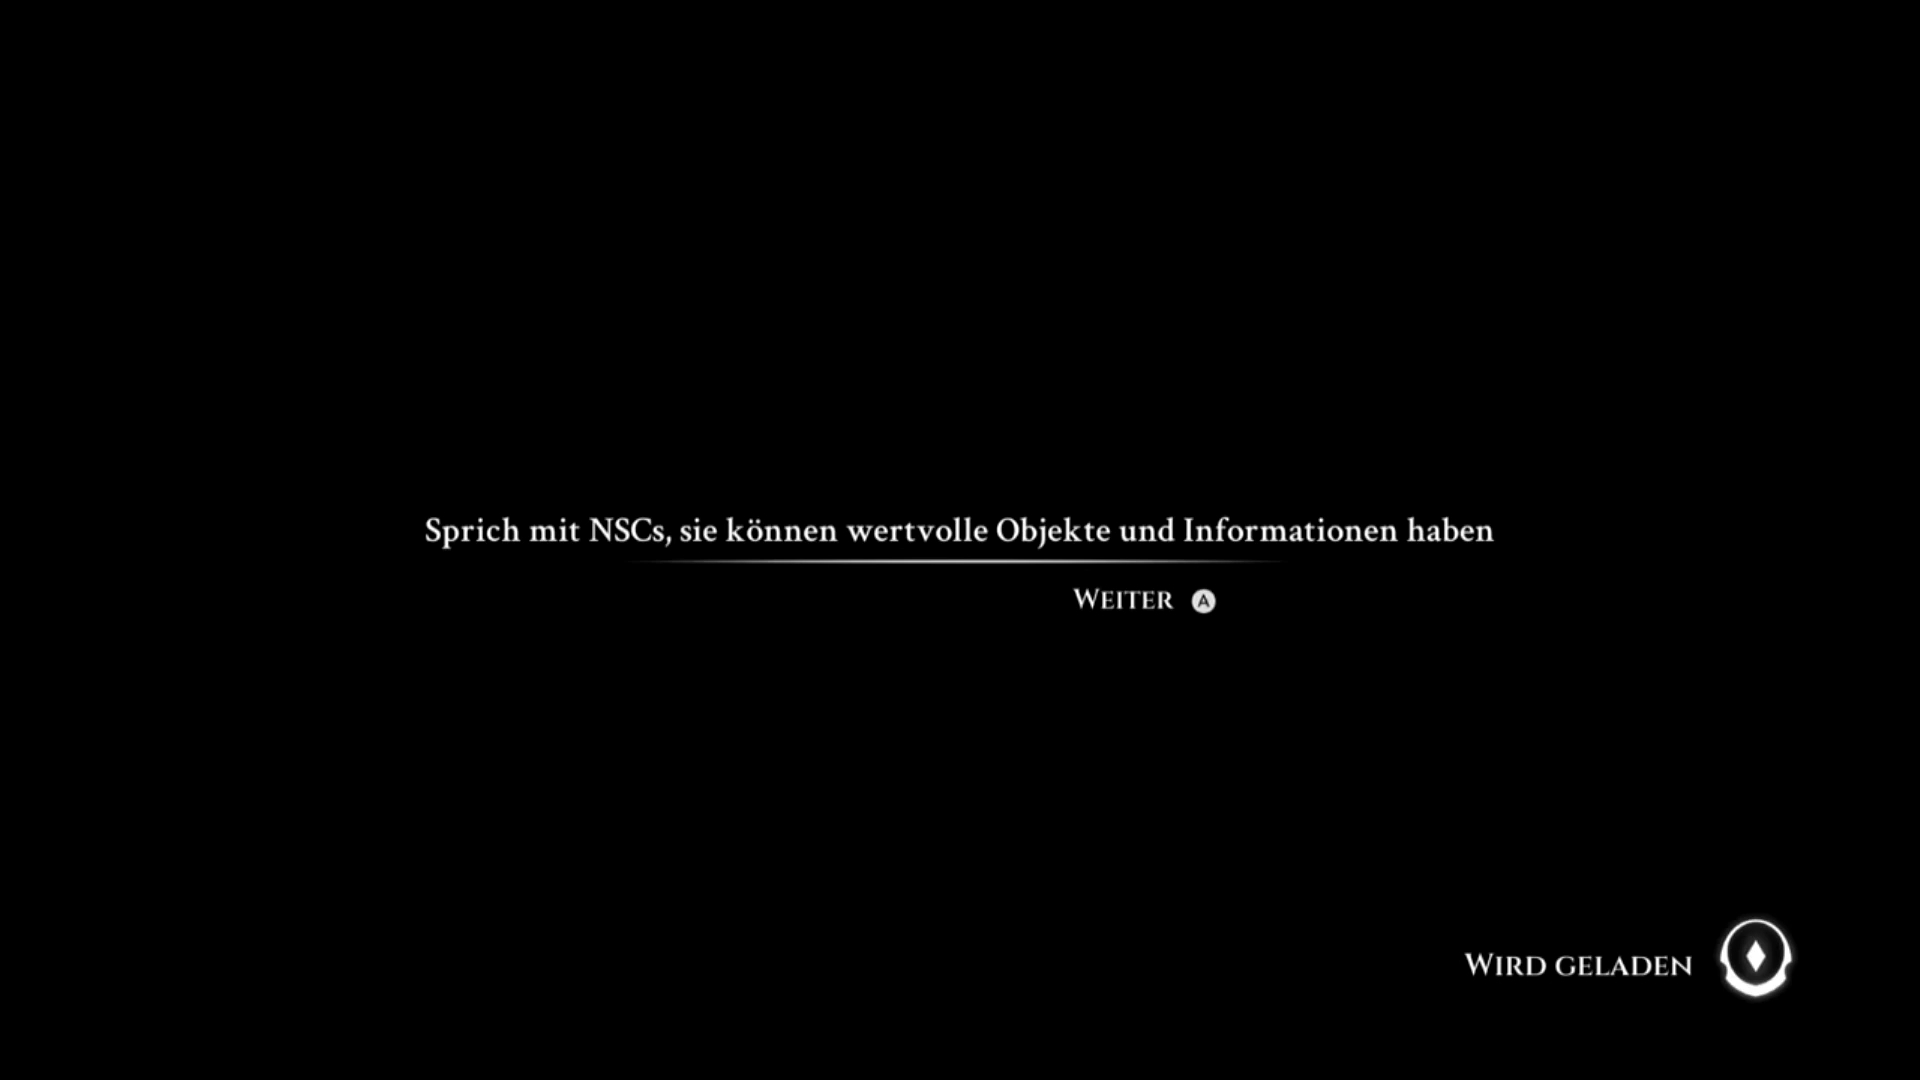 Sprich mit NSCs, sie können wertvolle Objekte und Informationen haben
WEITER A
WIRD GELADEN